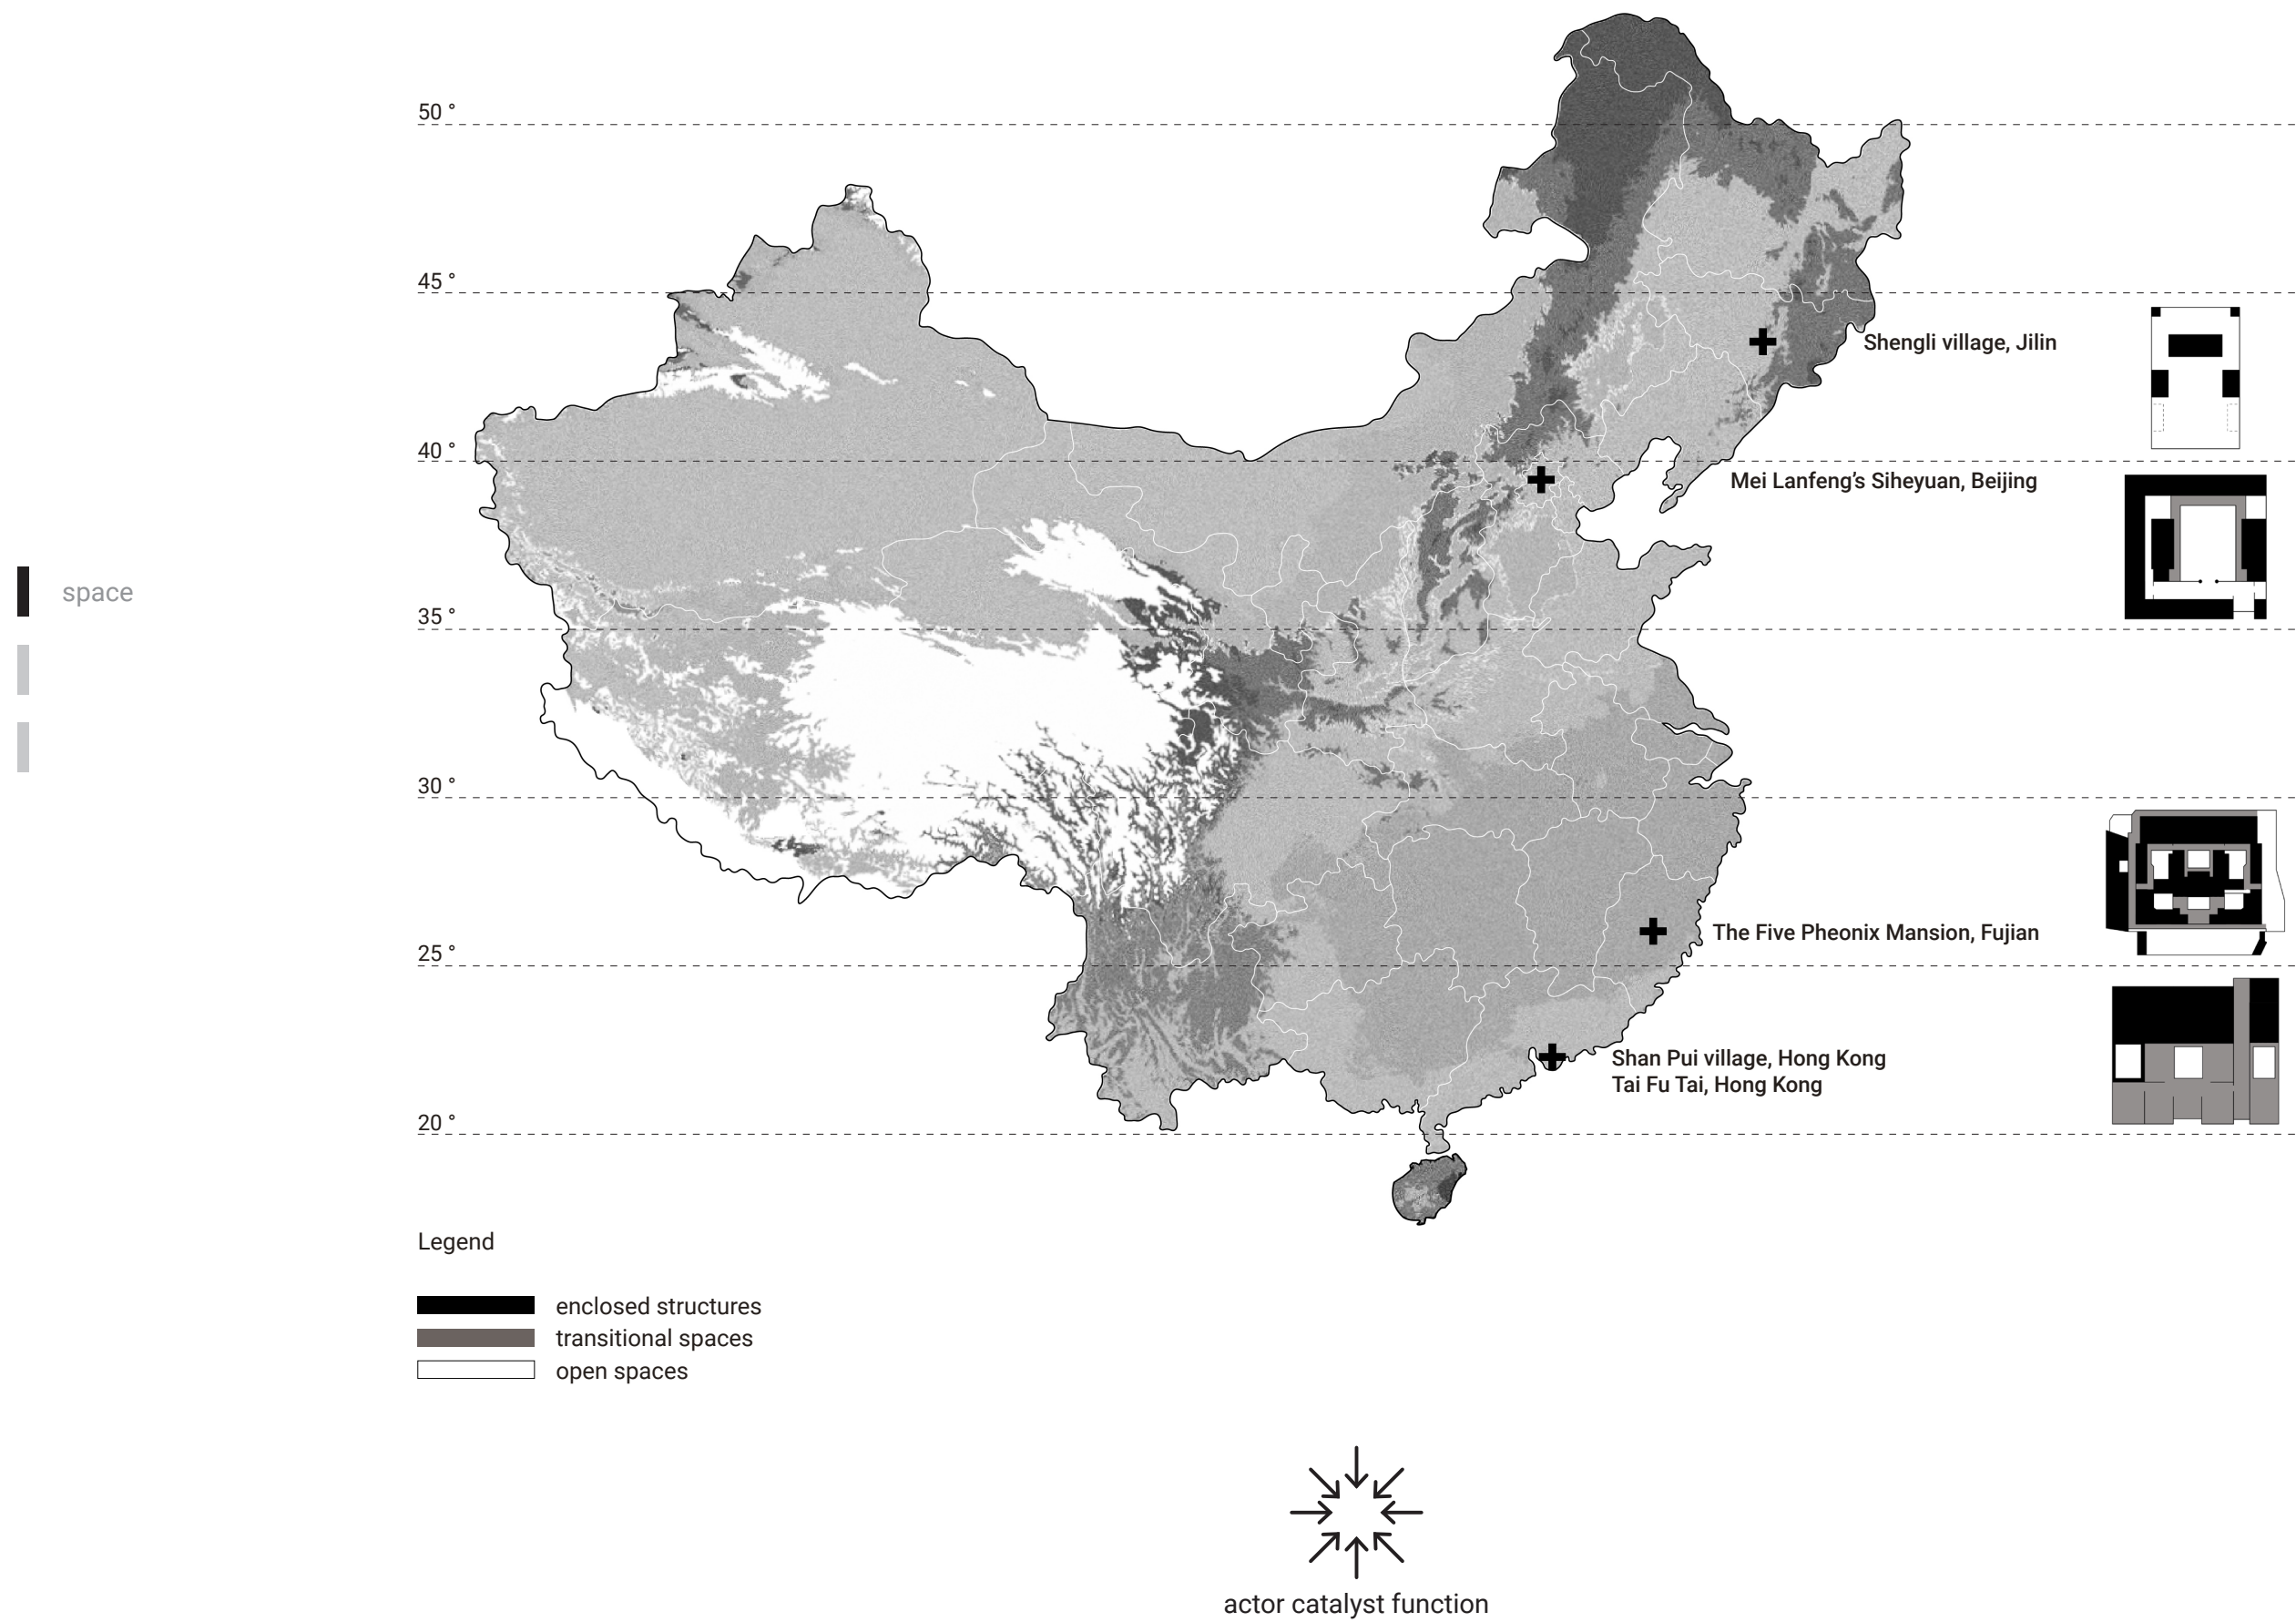 50 °
45 °
Shengli village, Jilin
40 °
Mei Lanfeng's Siheyuan, Beijing
space
35 °
30 °
The Five Pheonix Mansion, Fujian
25 °
Shan Pui village, Hong Kong
Tai Fu Tai, Hong Kong
20 °
Legend
enclosed structures
transitional spaces
open spaces
actor catalyst function